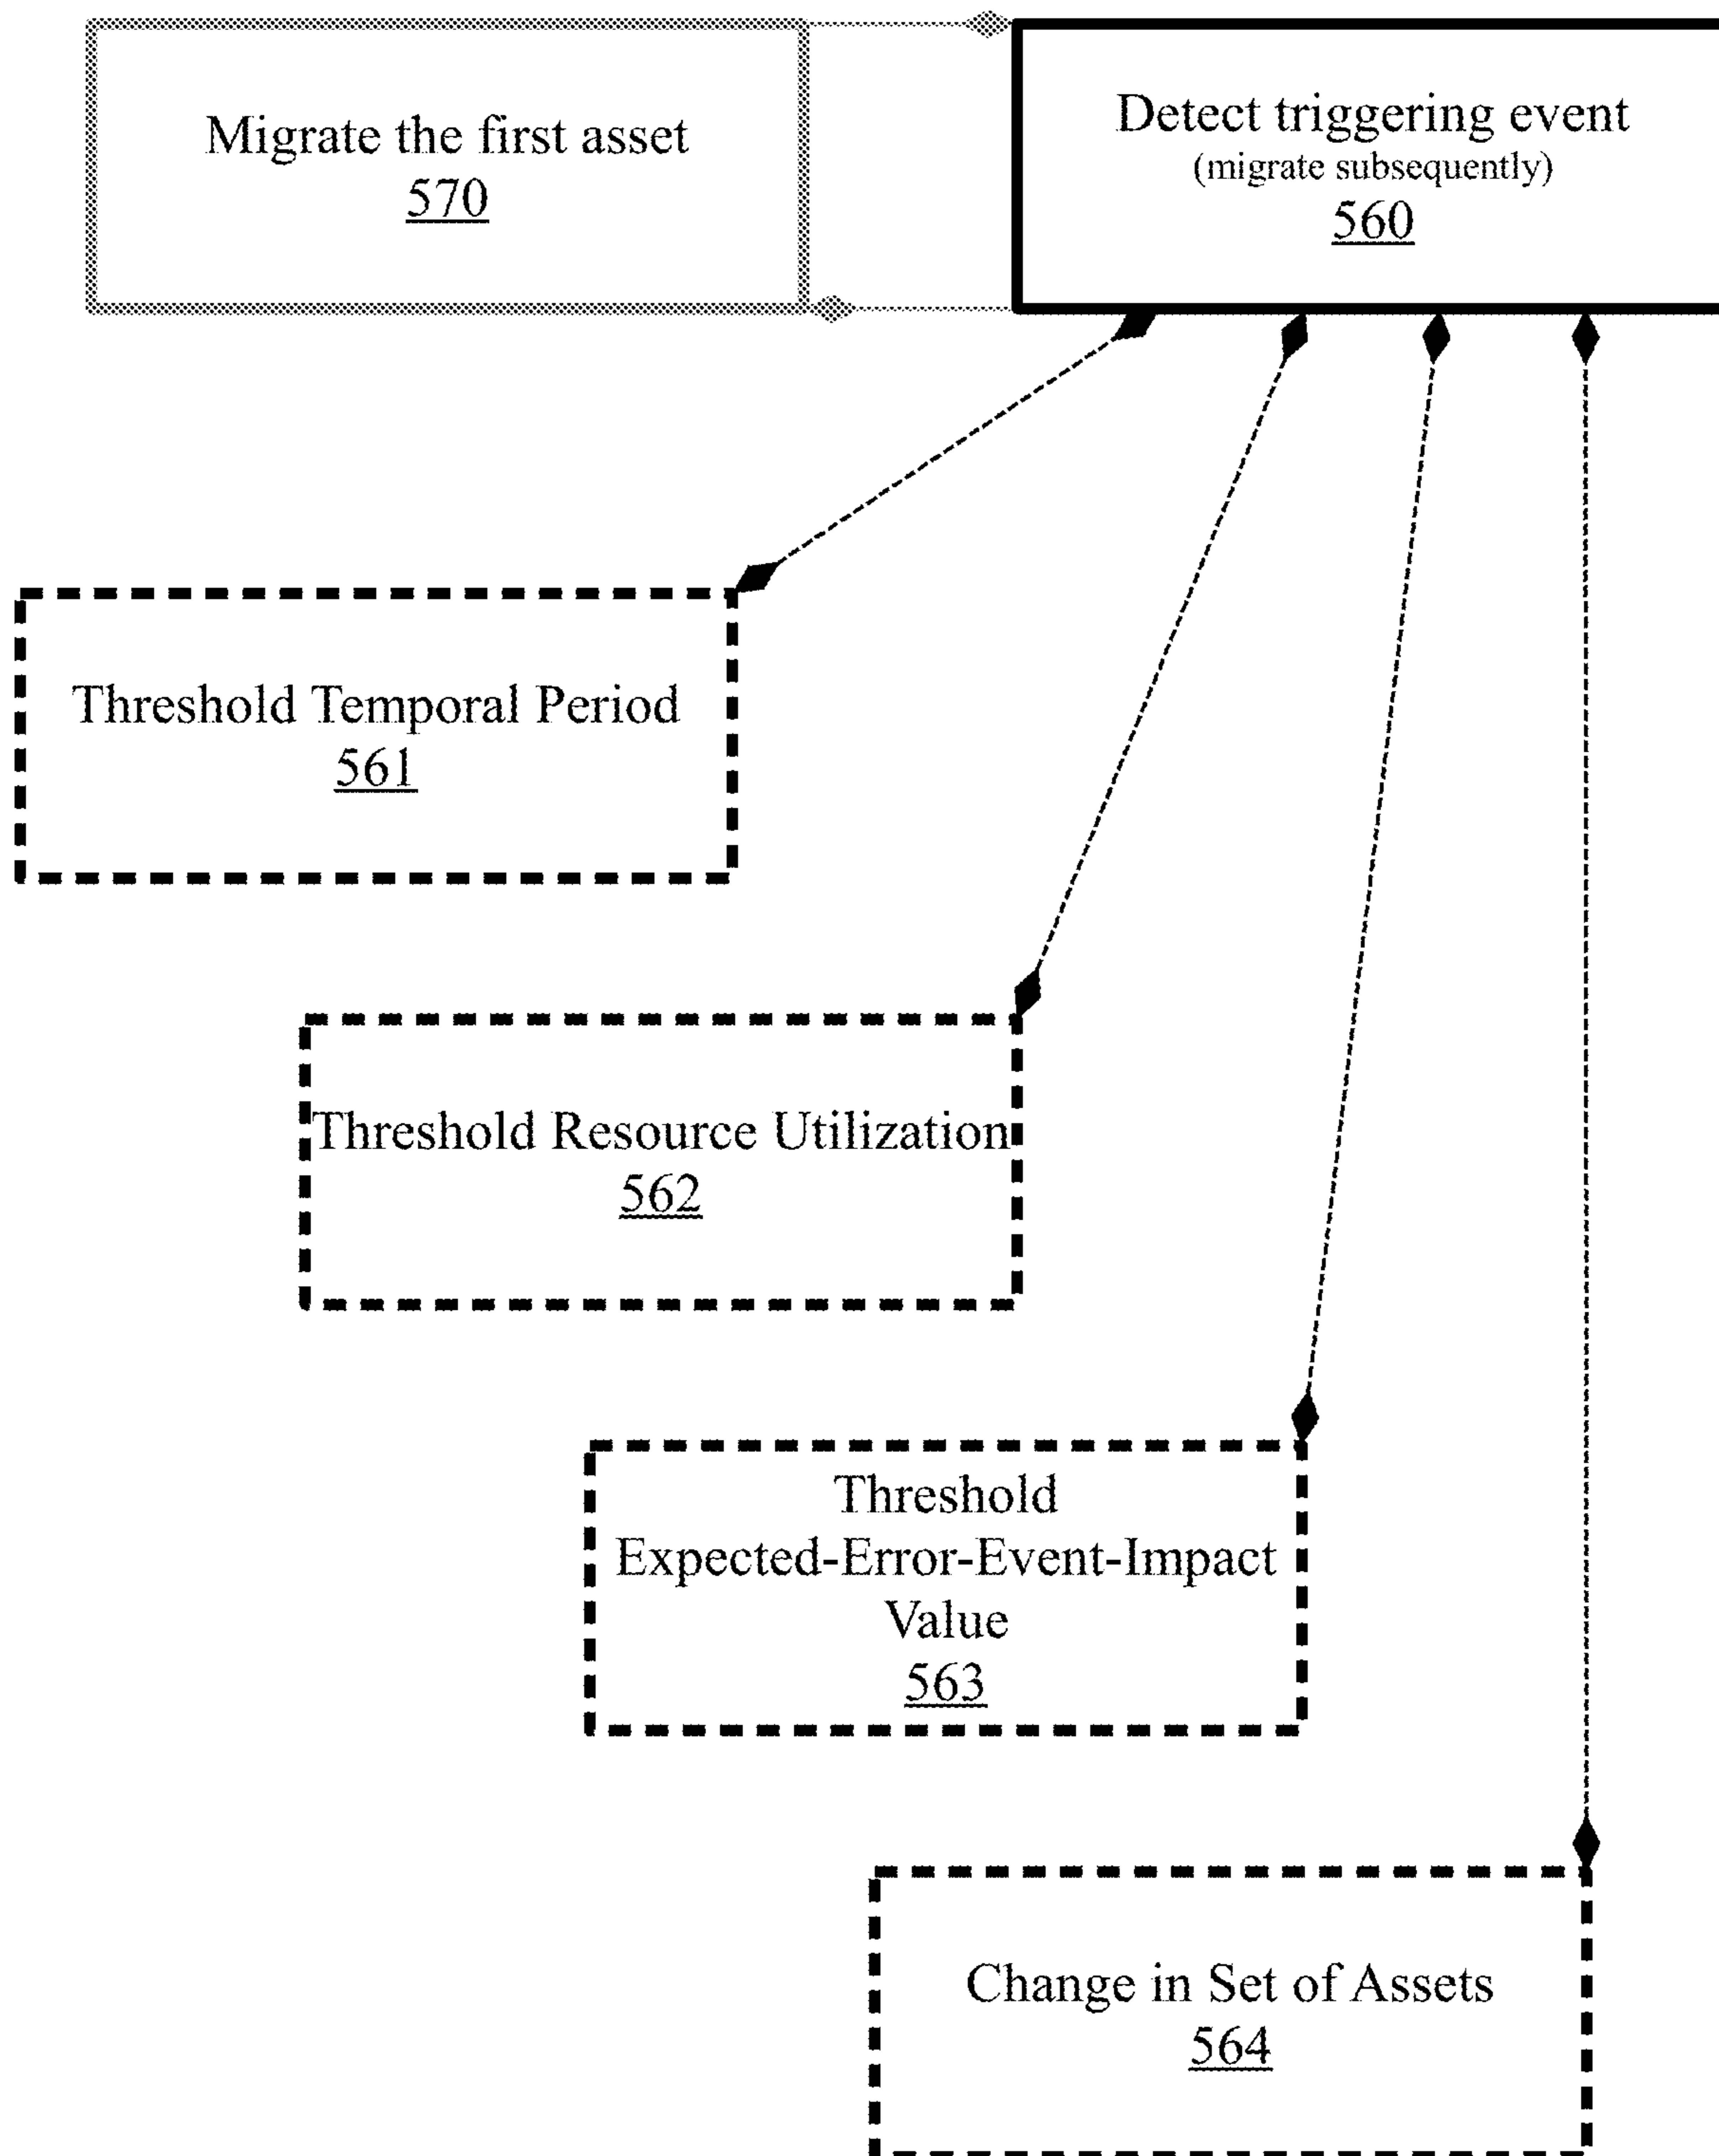 Migrate the first asset
570
Detect triggering event
(migrate subsequently)
560
Threshold Temporal Period
561
Threshold Resource Utilization
562
Threshold
Expected-Error-Event-Impact
Value
563
Change in Set of Assets
564